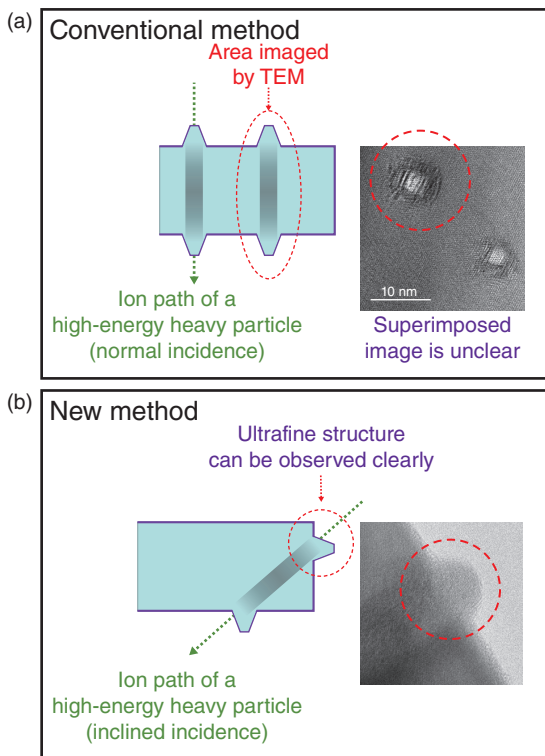 (a)
Conventional method
Area imaged
by TEM
10 nm
Ion path of a
high-energy heavy particle
(normal incidence)
Superimposed
image is unclear
(b)
New method
Ultrafine structure
can be observed clearly
Ion path of a
high-energy heavy particle
(inclined incidence)